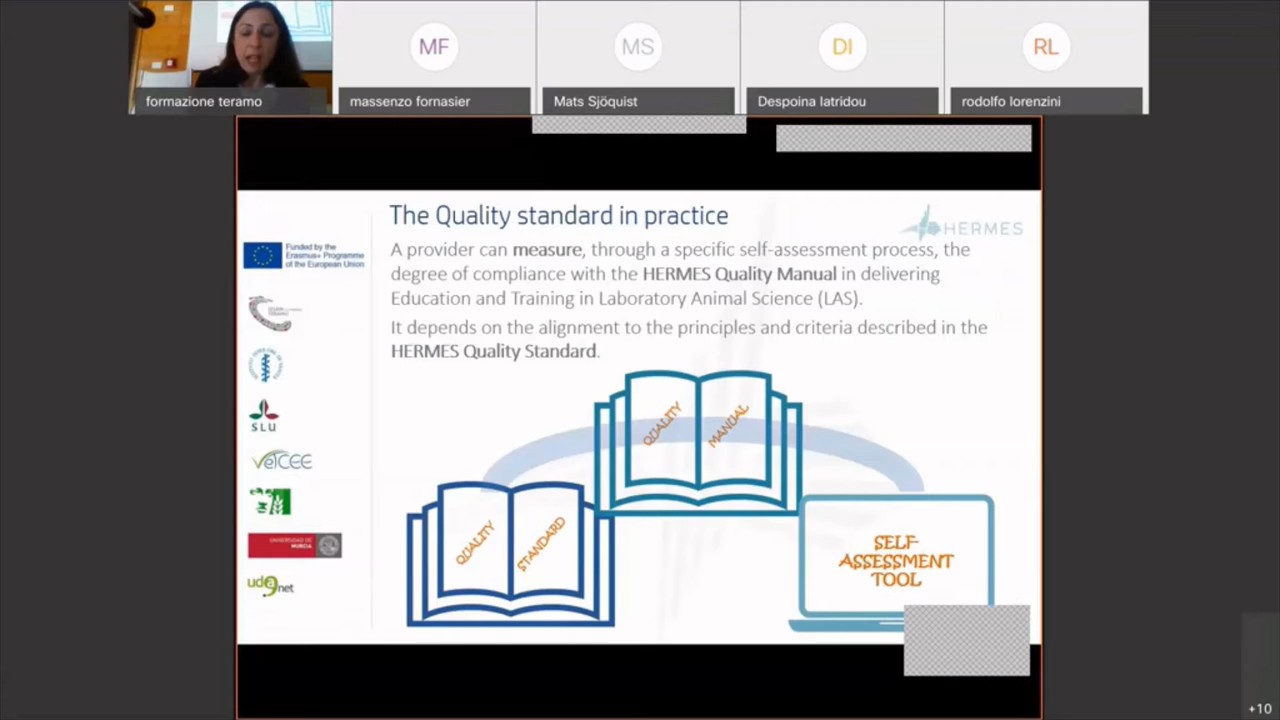 MF
MS
DI
RL
formazione teramo
massenzo fornasier
Mats Sjöquist
Despoina Iatridou
rodolfo lorenzini
The Quality standard in practice
HERMES
A provider can measure, through a specific self-assessment process, the
degree of compliance with the HERMES Quality Manual in delivering
Education and Training in Laboratory Animal Science (LAS).
It depends on the alignment to the principles and criteria described in the
HERMES Quality Standard.
Funded by the
Erasmus+ Programme
of the European Union
SLU
VetCEE
UNIVERSIDAD DE
MURCIA
udanet
QUALITY
MANUAL
QUALITY
STANDARD
SELF-
ASSESSMENT
TOOL
+10